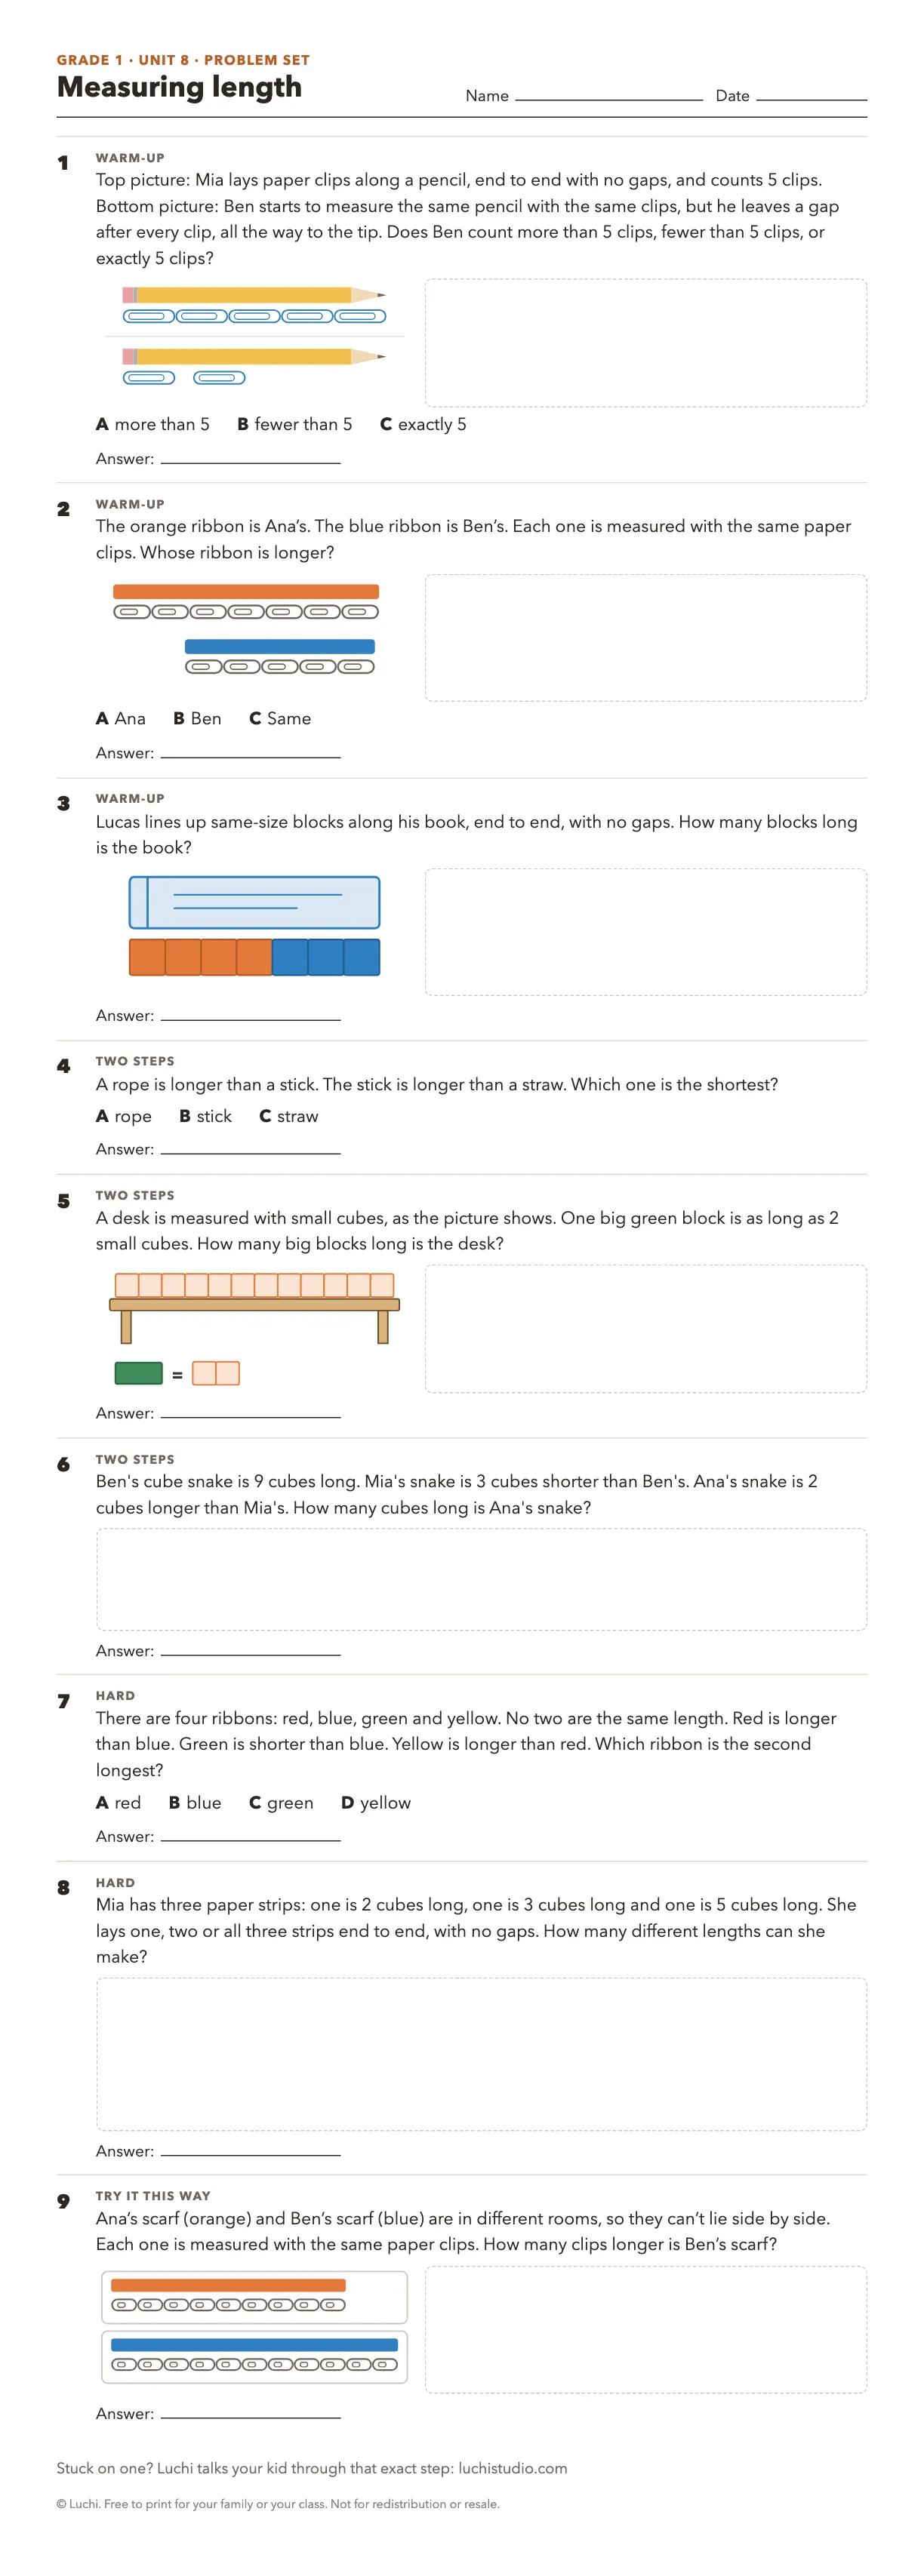 GRADE 1 · UNIT 8 · PROBLEM SET
Measuring length
Name
Date
1
WARM-UP
Top picture: Mia lays paper clips along a pencil, end to end with no gaps, and counts 5 clips.
Bottom picture: Ben starts to measure the same pencil with the same clips, but he leaves a gap
after every clip, all the way to the tip. Does Ben count more than 5 clips, fewer than 5 clips, or
exactly 5 clips?
A more than 5 B fewer than 5 C exactly 5
Answer:
2
WARM-UP
The orange ribbon is Ana’s. The blue ribbon is Ben’s. Each one is measured with the same paper
clips. Whose ribbon is longer?
A Ana B Ben C Same
Answer:
3
WARM-UP
Lucas lines up same-size blocks along his book, end to end, with no gaps. How many blocks long
is the book?
Answer:
4
TWO STEPS
A rope is longer than a stick. The stick is longer than a straw. Which one is the shortest?
A rope B stick C straw
Answer:
5
TWO STEPS
A desk is measured with small cubes, as the picture shows. One big green block is as long as 2
small cubes. How many big blocks long is the desk?
=
Answer:
6
TWO STEPS
Ben's cube snake is 9 cubes long. Mia's snake is 3 cubes shorter than Ben's. Ana's snake is 2
cubes longer than Mia's. How many cubes long is Ana's snake?
Answer:
7
HARD
There are four ribbons: red, blue, green and yellow. No two are the same length. Red is longer
than blue. Green is shorter than blue. Yellow is longer than red. Which ribbon is the second
longest?
A red B blue C green D yellow
Answer:
8
HARD
Mia has three paper strips: one is 2 cubes long, one is 3 cubes long and one is 5 cubes long. She
lays one, two or all three strips end to end, with no gaps. How many different lengths can she
make?
Answer:
9
TRY IT THIS WAY
Ana’s scarf (orange) and Ben’s scarf (blue) are in different rooms, so they can’t lie side by side.
Each one is measured with the same paper clips. How many clips longer is Ben’s scarf?
Answer:
Stuck on one? Luchi talks your kid through that exact step: luchistudio.com
© Luchi. Free to print for your family or your class. Not for redistribution or resale.